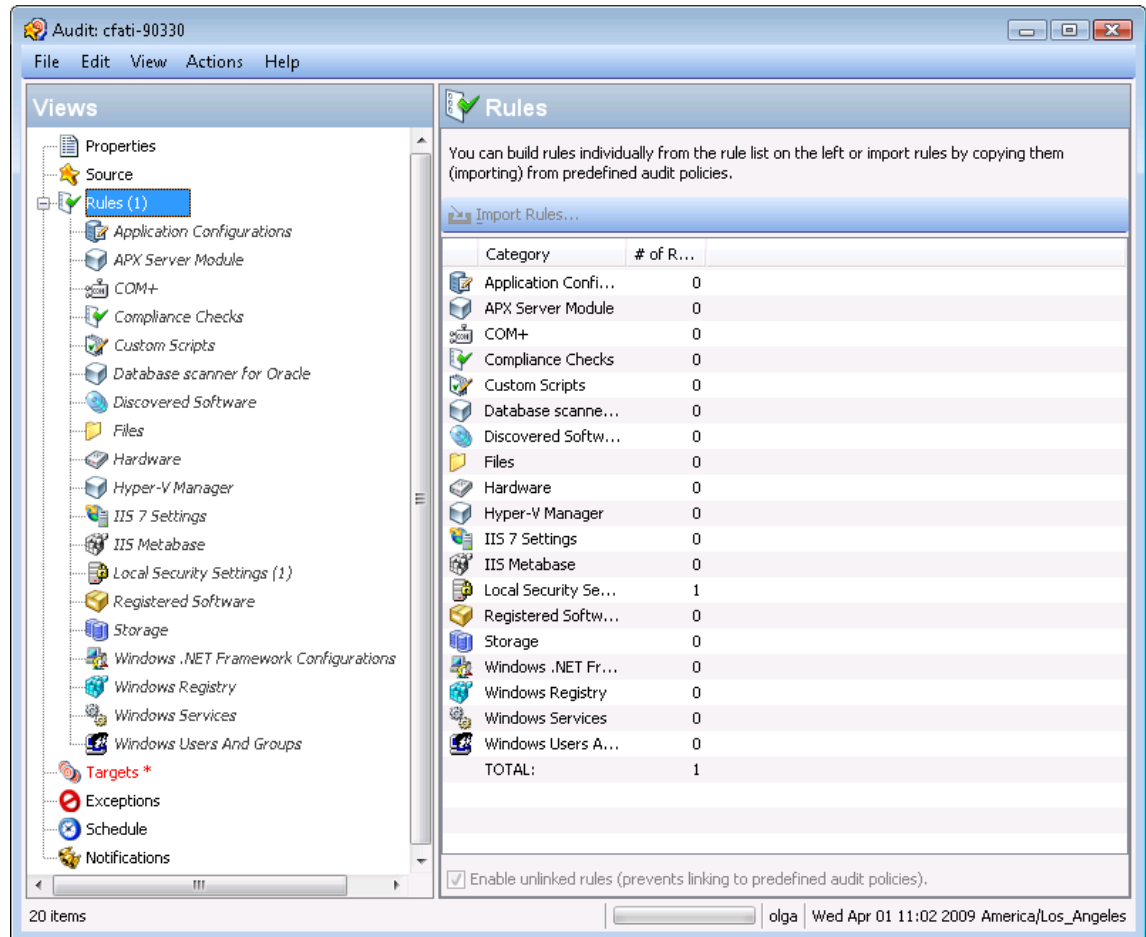 Audit: cfati-90330
File Edit View Actions Help
Views
Properties
Source
Rules (1)
Application Configurations
APX Server Module
COM+
Compliance Checks
Custom Scripts
Database scanner for Oracle
Discovered Software
Files
Hardware
Hyper-V Manager
IIS 7 Settings
IIS Metabase
Local Security Settings (1)
Registered Software
Storage
Windows .NET Framework Configurations
Windows Registry
Windows Services
Windows Users And Groups
Targets *
Exceptions
Schedule
Notifications
Rules
You can build rules individually from the rule list on the left or import rules by copying them
(importing) from predefined audit policies.
Import Rules...
Category # of R...
Application Confi... 0
APX Server Module 0
COM+ 0
Compliance Checks 0
Custom Scripts 0
Database scanne... 0
Discovered Softw... 0
Files 0
Hardware 0
Hyper-V Manager 0
IIS 7 Settings 0
IIS Metabase 0
Local Security Se... 1
Registered Softw... 0
Storage 0
Windows .NET Fr... 0
Windows Registry 0
Windows Services 0
Windows Users A... 0
TOTAL: 1
Enable unlinked rules (prevents linking to predefined audit policies).
20 items olga Wed Apr 01 11:02 2009 America/Los_Angeles